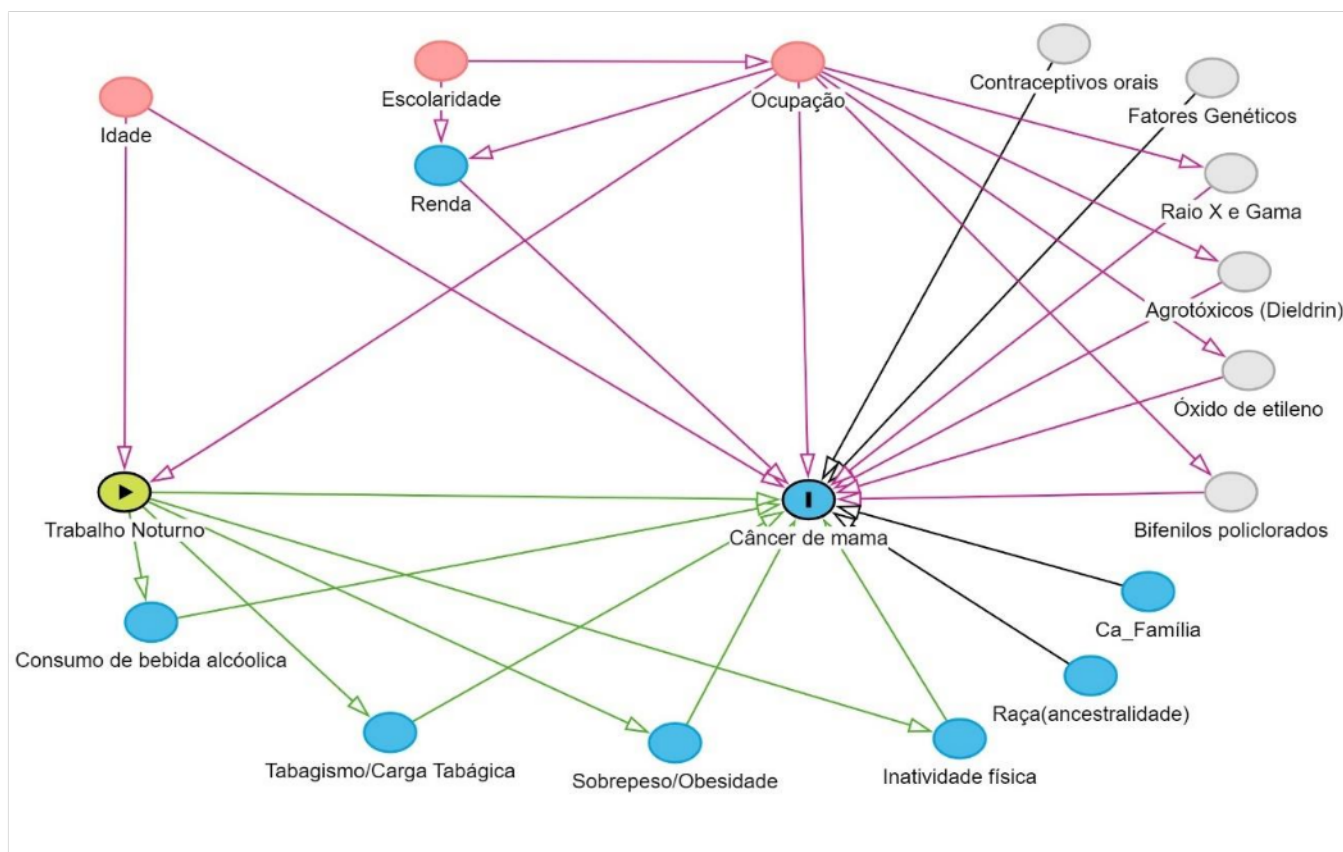 Contraceptivos orais
Escolaridade
Ocupação
Fatores Genéticos
Idade
Renda
Raio X e Gama
Agrotóxicos (Dieldrin)
Óxido de etileno
Trabalho Noturno
Câncer de mama
Bifenilos policlorados
Ca_Família
Consumo de bebida alcóolica
Raça(ancestralidade)
Tabagismo/Carga Tabágica
Sobrepeso/Obesidade
Inatividade física